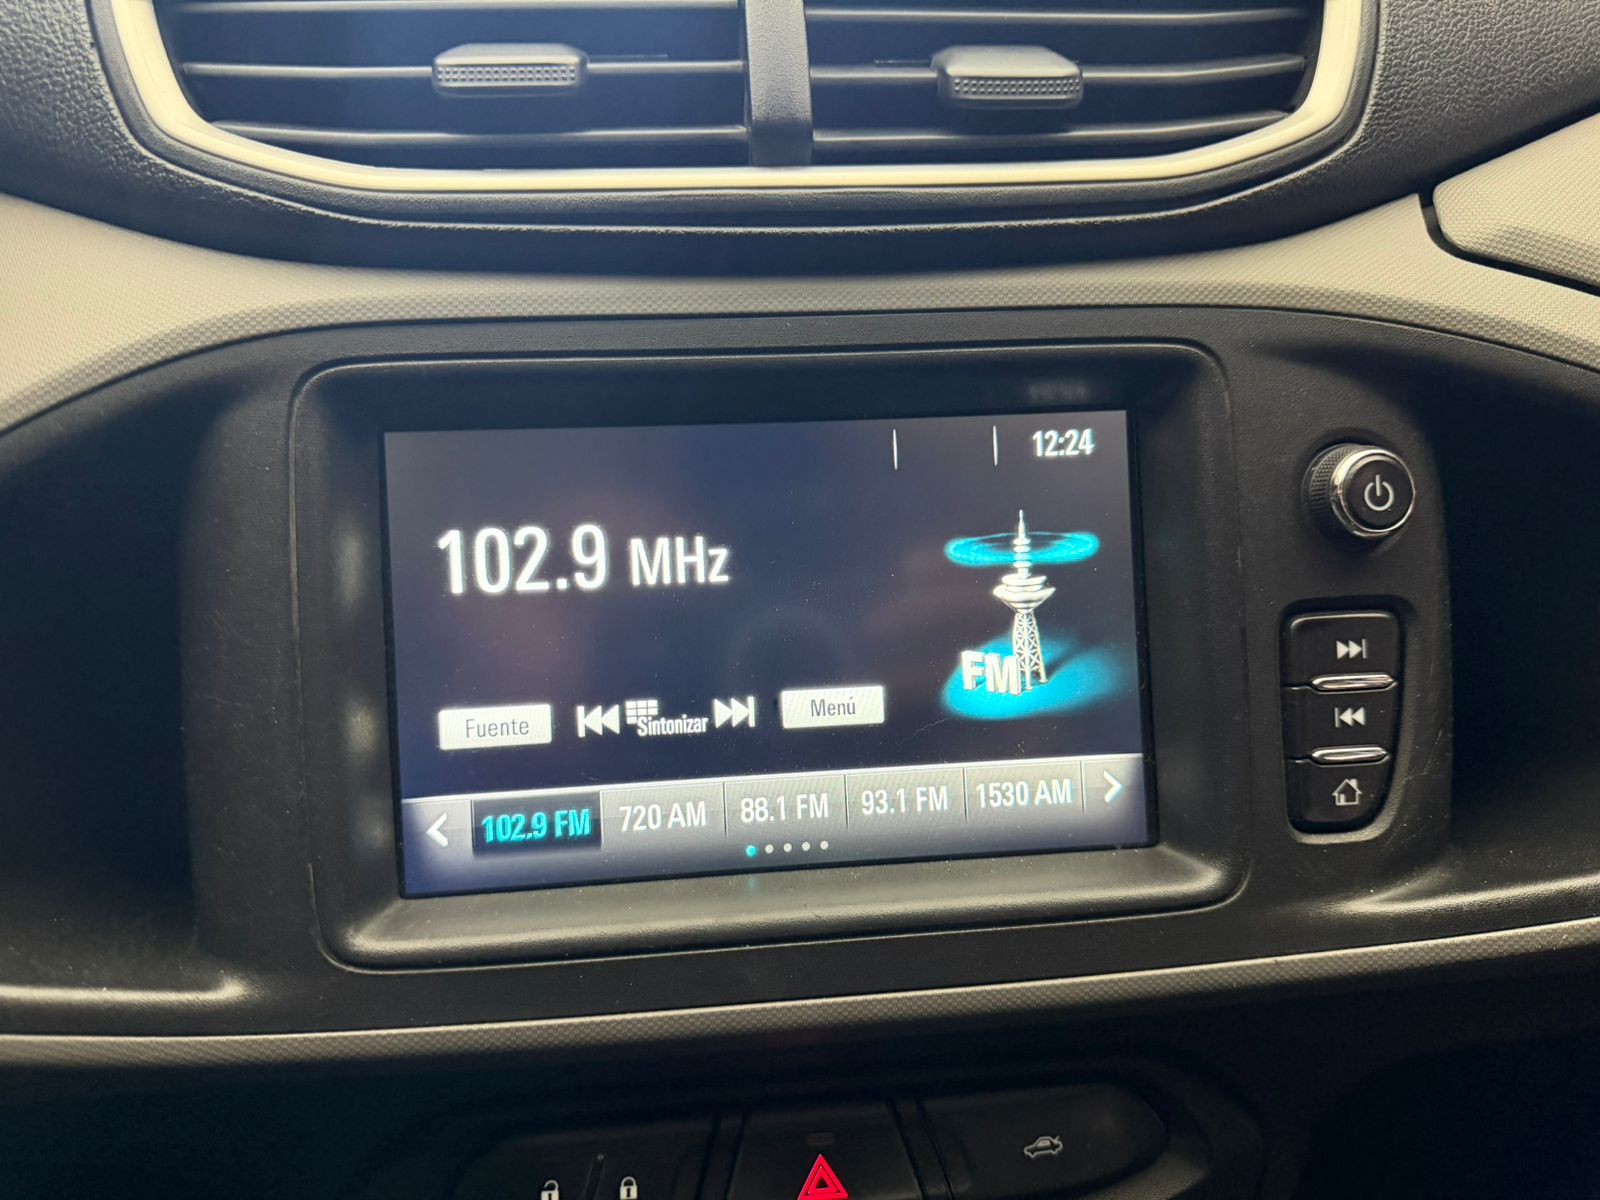 12:24
102.9 MHz
FM
Fuente
Sintonizar
Menú
102.9 FM 720 AM 88.1 FM 93.1 FM 1530 AM